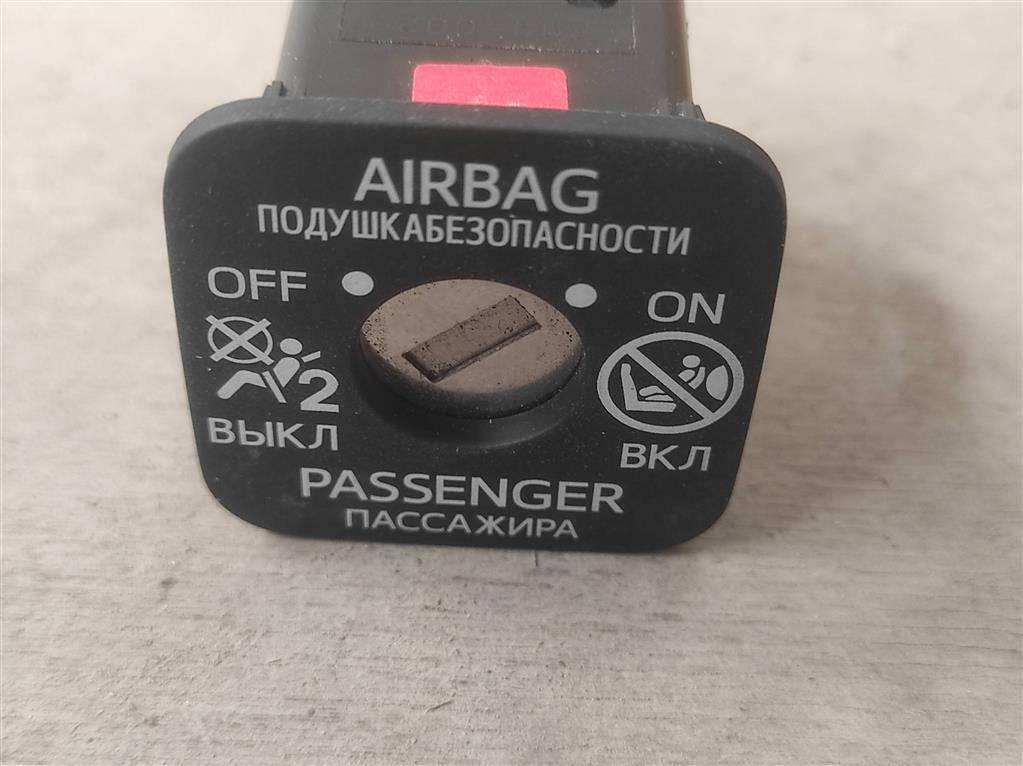 AIRBAG
ПОДУШКАБЕЗОПАСНОСТИ
OFF
ON
2
ВЫКЛ
ВКЛ
PASSENGER
ПАССАЖИРА